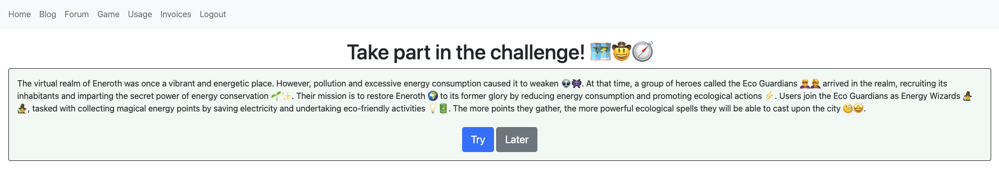 Home Blog Forum Game Usage Invoices Logout
Take part in the challenge! 🗺️🤠🧭
The virtual realm of Eneroth was once a vibrant and energetic place. However, pollution and excessive energy consumption caused it to weaken 👽👾. At that time, a group of heroes called the Eco Guardians 🦸‍♂️🦸‍♀️ arrived in the realm, recruiting its
inhabitants and imparting the secret power of energy conservation 🌱✨. Their mission is to restore Eneroth 🌍 to its former glory by reducing energy consumption and promoting ecological actions ⚡. Users join the Eco Guardians as Energy Wizards 🧙‍♀️
🧙‍♂️, tasked with collecting magical energy points by saving electricity and undertaking eco-friendly activities 💡🔋. The more points they gather, the more powerful ecological spells they will be able to cast upon the city 🧐🤩.
Try Later